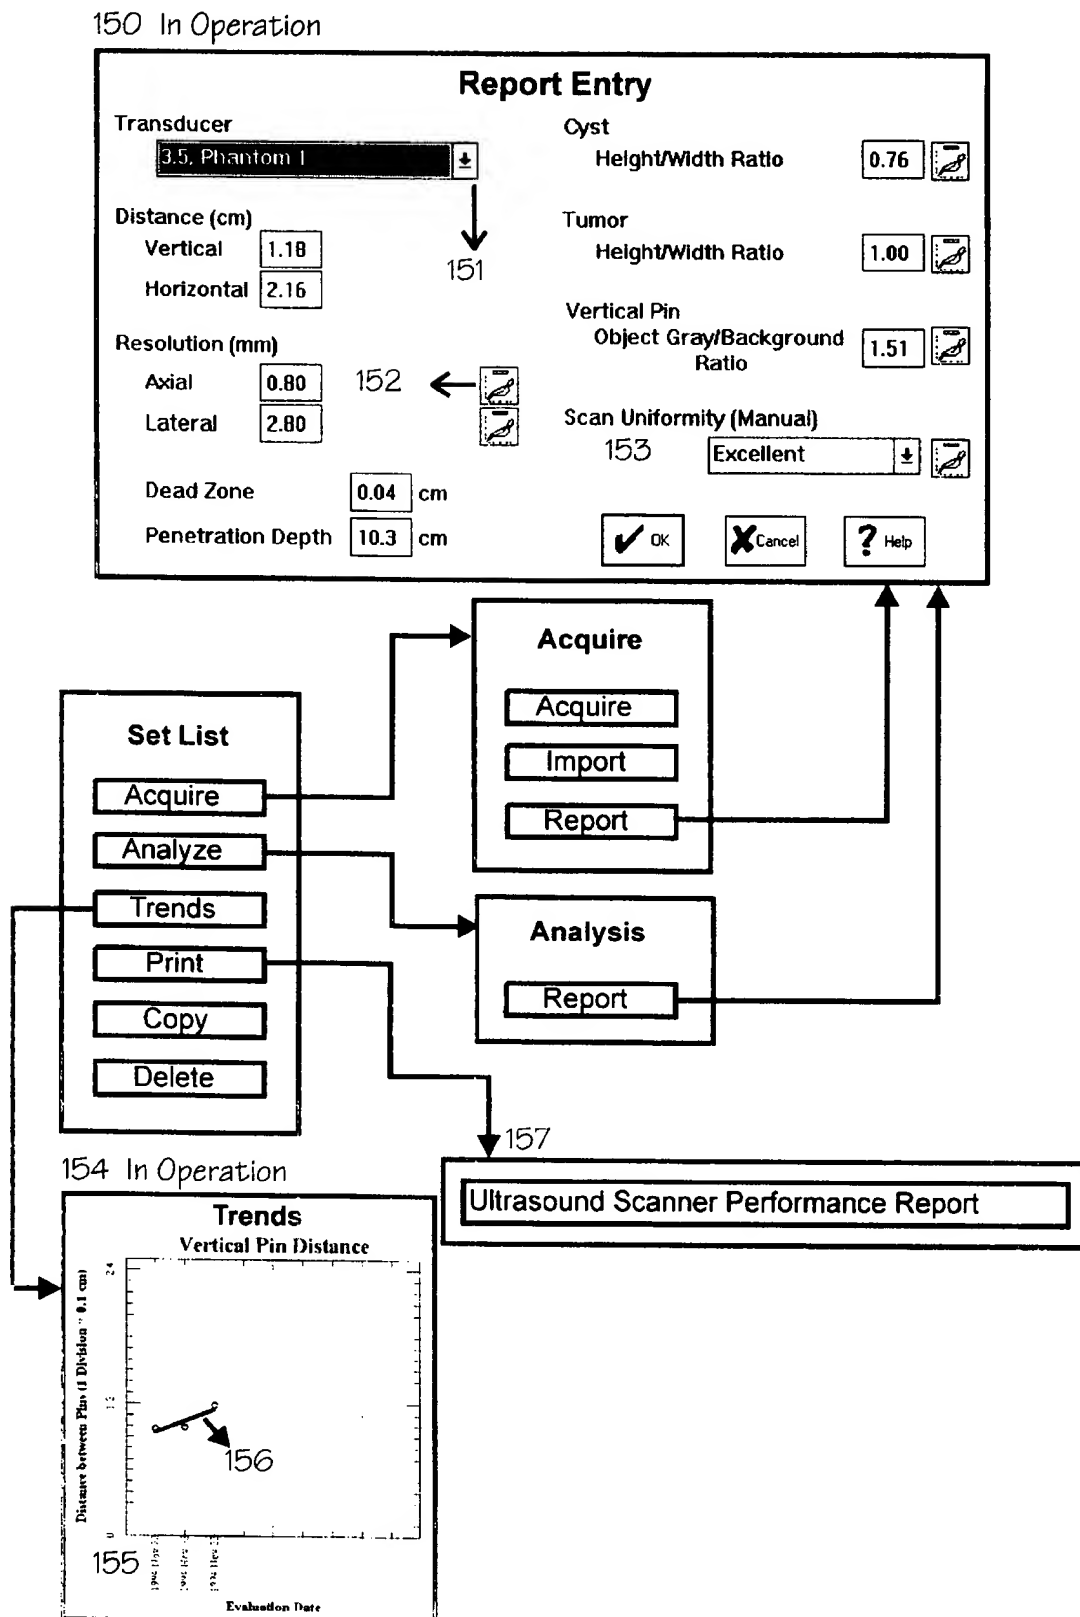 150 In Operation
Report Entry
Transducer
3.5, Phantom 1
151
Distance (cm)
Vertical 1.18
Horizontal 2.16
Resolution (mm)
Axial 0.80 152
Lateral 2.80
Dead Zone 0.04 cm
Penetration Depth 10.3 cm
Cyst
Height/Width Ratio 0.76
Tumor
Height/Width Ratio 1.00
Vertical Pin
Object Gray/Background
Ratio 1.51
Scan Uniformity (Manual)
153 Excellent
OK Cancel ? Help
Set List
Acquire
Analyze
Trends
Print
Copy
Delete
Acquire
Acquire
Import
Report
Analysis
Report
157
Ultrasound Scanner Performance Report
154 In Operation
Trends
Vertical Pin Distance
Distance between Pins (1 Division = 0.1 cm)
24
12
0
156
155
Evaluation Date